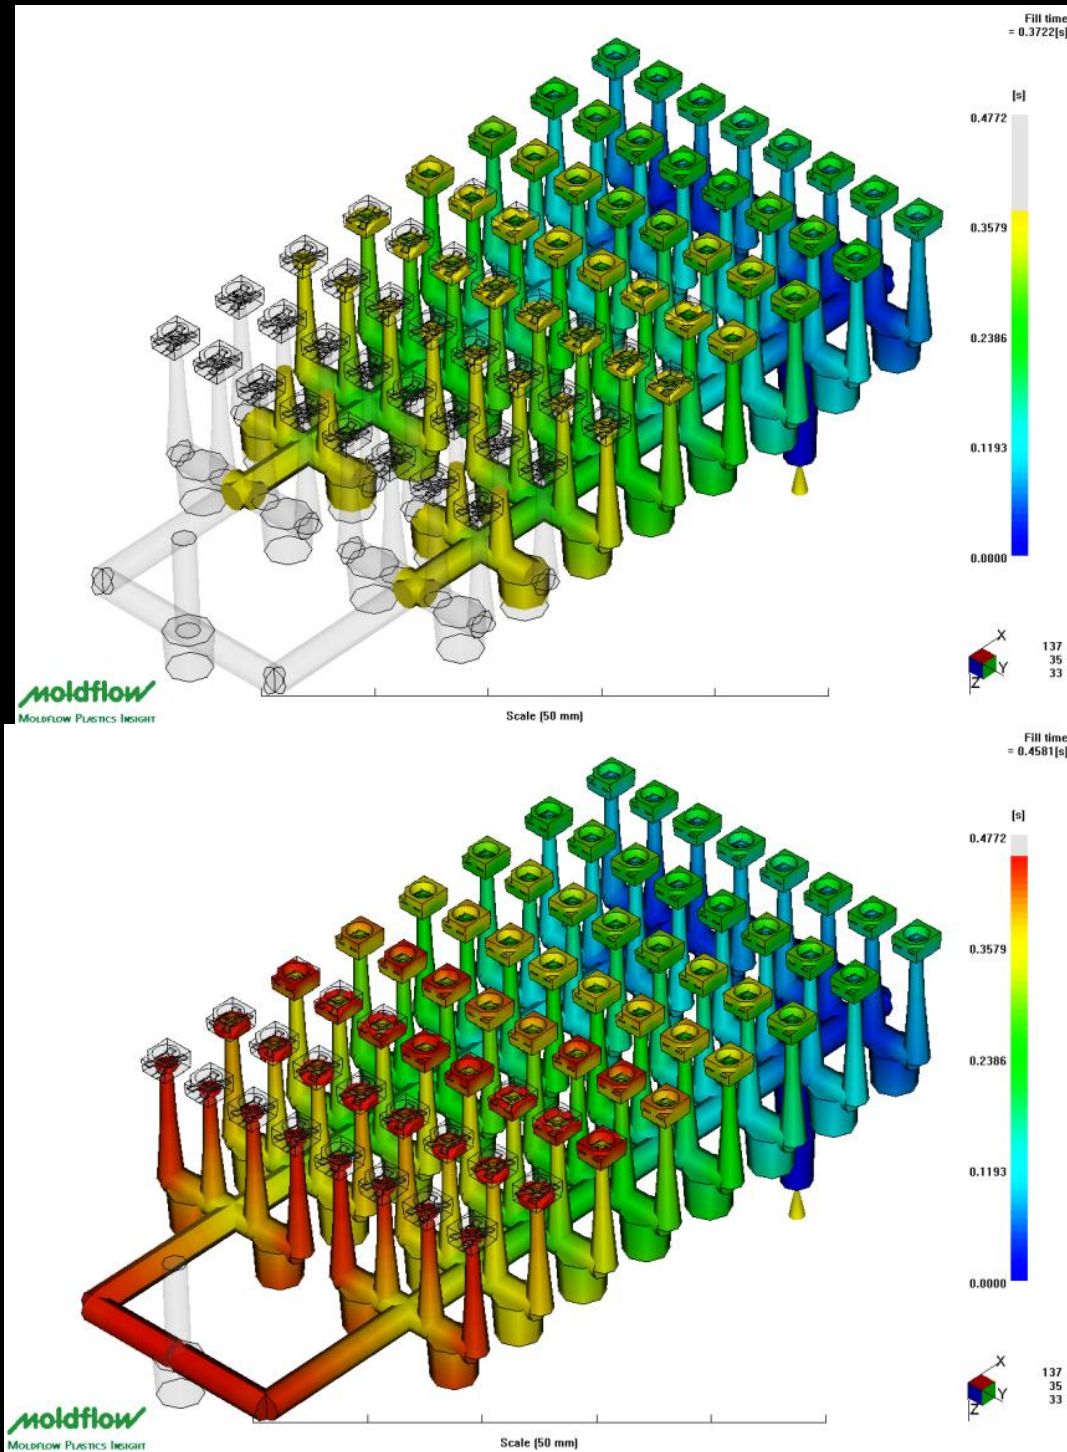 Fill time
= 0.3722[s]
[s]
0.4772
0.3579
0.2386
0.1193
0.0000
X
Y
Z
137
35
33
moldflow
MOLDFLOW PLASTICS INSIGHT
Scale (50 mm)
Fill time
= 0.4581[s]
[s]
0.4772
0.3579
0.2386
0.1193
0.0000
X
Y
Z
137
35
33
moldflow
MOLDFLOW PLASTICS INSIGHT
Scale (50 mm)